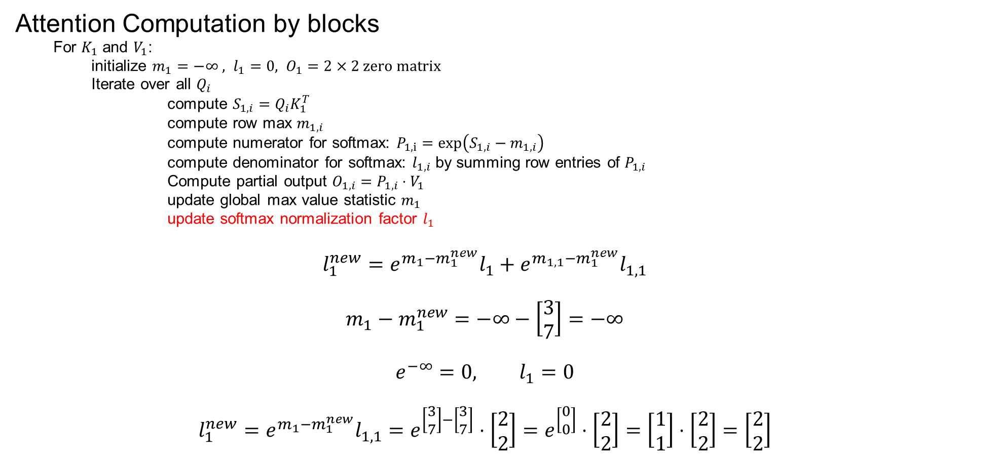 Attention Computation by blocks
For $K_1$ and $V_1$:
initialize $m_1 = -\infty\,,\ l_1 = 0,\ O_1 = 2 \times 2$ zero matrix
Iterate over all $Q_i$
compute $S_{1,i} = Q_i K_1^T$
compute row max $m_{1,i}$
compute numerator for softmax: $P_{1,\mathrm{i}} = \exp(S_{1,i} - m_{1,i})$
compute denominator for softmax: $l_{1,i}$ by summing row entries of $P_{1,i}$
Compute partial output $O_{1,i} = P_{1,i} \cdot V_1$
update global max value statistic $m_1$
update softmax normalization factor $l_1$
$l_1^{new} = e^{m_1 - m_1^{new}} l_1 + e^{m_{1,1} - m_1^{new}} l_{1,1}$
$m_1 - m_1^{new} = -\infty - \begin{bmatrix} 3 \\ 7 \end{bmatrix} = -\infty$
$e^{-\infty} = 0, \quad l_1 = 0$
$l_1^{new} = e^{m_1 - m_1^{new}} l_{1,1} = e^{\begin{bmatrix} 3 \\ 7 \end{bmatrix} - \begin{bmatrix} 3 \\ 7 \end{bmatrix}} \cdot \begin{bmatrix} 2 \\ 2 \end{bmatrix} = e^{\begin{bmatrix} 0 \\ 0 \end{bmatrix}} \cdot \begin{bmatrix} 2 \\ 2 \end{bmatrix} = \begin{bmatrix} 1 \\ 1 \end{bmatrix} \cdot \begin{bmatrix} 2 \\ 2 \end{bmatrix} = \begin{bmatrix} 2 \\ 2 \end{bmatrix}$